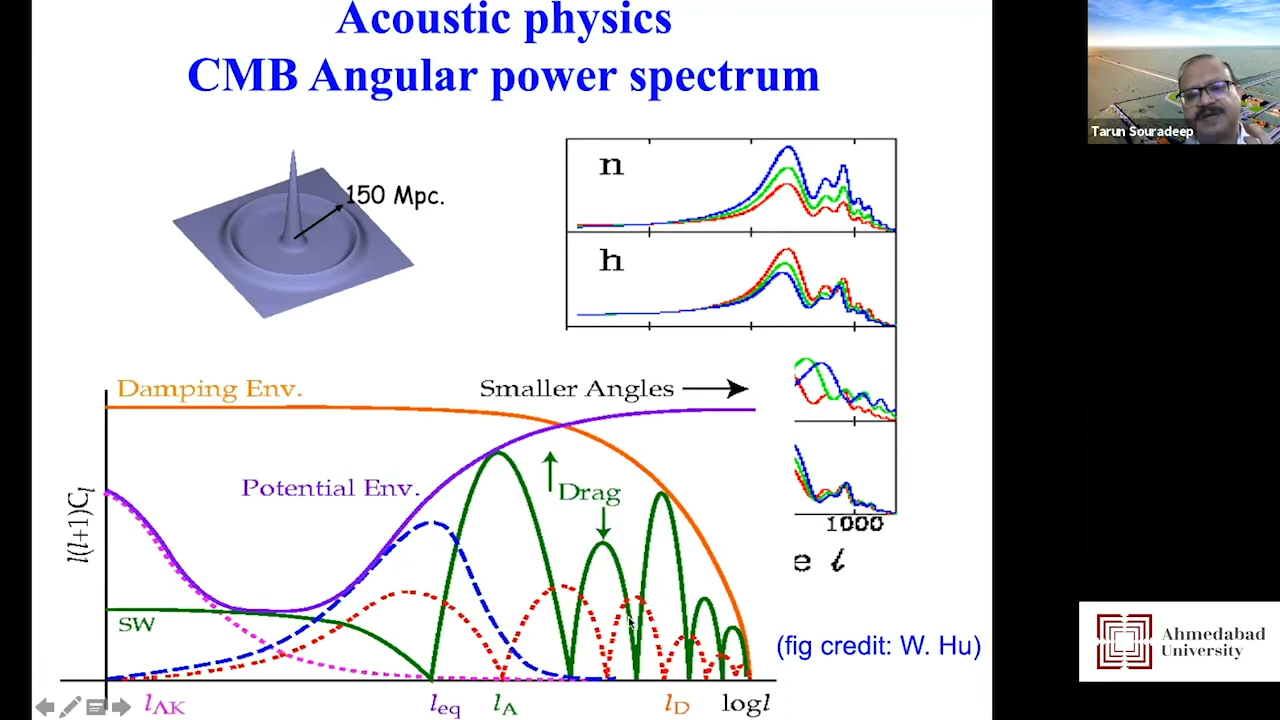 Acoustic physics
CMB Angular power spectrum
Tarun Souradeep
150 Mpc.
n
h
Damping Env.
Smaller Angles
Potential Env.
Drag
l(l+1)Cl
SW
1000
e l
(fig credit: W. Hu)
Ahmedabad
University
lΛK
leq
lA
lD
logl